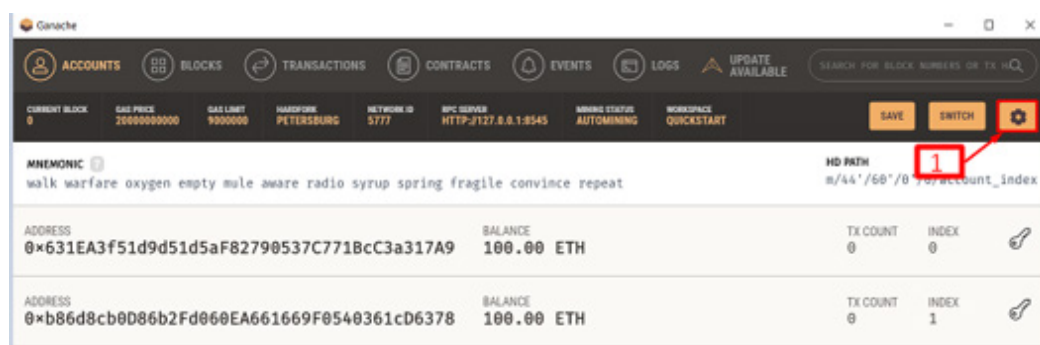 Ganache
ACCOUNTS BLOCKS TRANSACTIONS CONTRACTS EVENTS LOGS UPDATE AVAILABLE SEARCH FOR BLOCK NUMBERS OR TX H
CURRENT BLOCK GAS PRICE GAS LIMIT HARDFORK NETWORK ID RPC SERVER MINING STATUS WORKSPACE
0 20000000000 9000000 PETERSBURG 5777 HTTP://127.0.0.1:8545 AUTOMINING QUICKSTART SAVE SWITCH
1
MNEMONIC ? HD PATH
walk warfare oxygen empty mule aware radio syrup spring fragile convince repeat m/44'/60'/0'/0/account_index
ADDRESS BALANCE TX COUNT INDEX
0×631EA3f51d9d51d5aF82790537C771BcC3a317A9 100.00 ETH 0 0
ADDRESS BALANCE TX COUNT INDEX
0×b86d8cb0D86b2Fd060EA661669F0540361cD6378 100.00 ETH 0 1